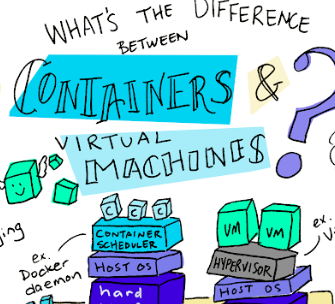 WHAT'S THE DIFFERENCE
BETWEEN
CONTAINERS &
VIRTUAL
MACHINES ?
C C C
CONTAINER
SCHEDULER
HOST OS
hard
ex.
Docker
daemon
VM VM
HYPERVISOR
HOST OS
ex.